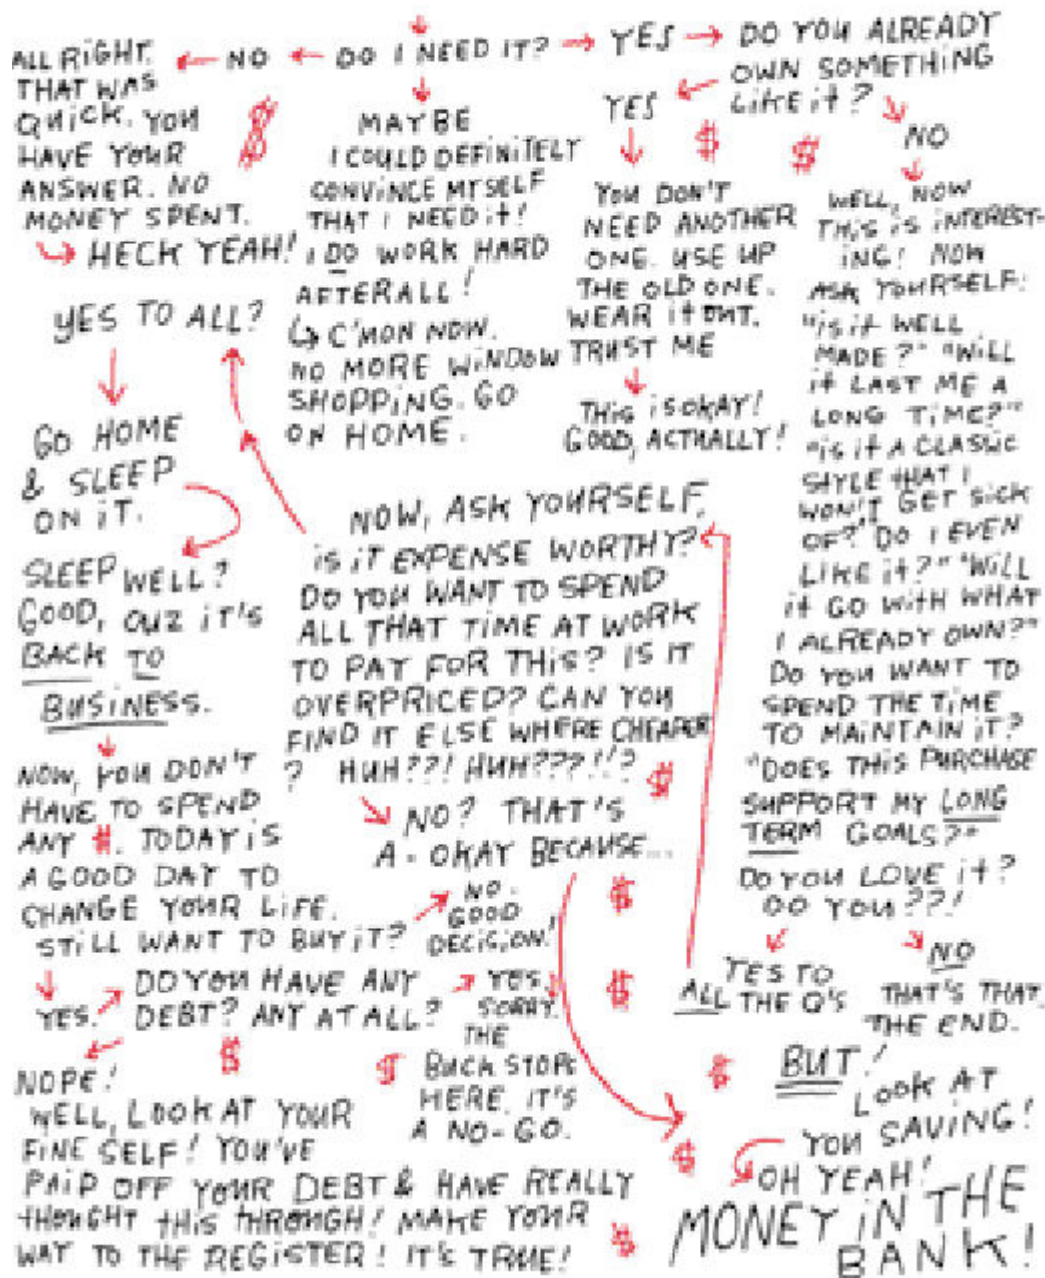 DO I NEED IT?
NO
ALL RIGHT.
THAT WAS
QUICK. YOU
HAVE YOUR
ANSWER. NO
MONEY SPENT.
HECK YEAH!
MAYBE
I COULD DEFINITELY
CONVINCE MYSELF
THAT I NEED IT!
I DO WORK HARD
AFTERALL!
C'MON NOW.
NO MORE WINDOW
SHOPPING. GO
ON HOME.
YES
DO YOU ALREADY
OWN SOMETHING
LIKE IT?
YES
YOU DON'T
NEED ANOTHER
ONE. USE UP
THE OLD ONE.
WEAR IT OUT.
TRUST ME
THIS IS OKAY!
GOOD, ACTUALLY!
NO
WELL, NOW
THIS IS INTEREST-
ING! NOW
ASK YOURSELF:
"IS IT WELL
MADE?" "WILL
IT LAST ME A
LONG TIME?"
"IS IT A CLASSIC
STYLE THAT I
WON'T GET SICK
OF?" DO I EVEN
LIKE IT?" "WILL
IT GO WITH WHAT
I ALREADY OWN?"
DO YOU WANT TO
SPEND THE TIME
TO MAINTAIN IT?
"DOES THIS PURCHASE
SUPPORT MY LONG
TERM GOALS?"
DO YOU LOVE IT?
DO YOU??!
NO
THAT'S THAT.
THE END.
BUT!
LOOK AT
YOU SAVING!
OH YEAH!
MONEY IN THE
BANK!
YES TO
ALL THE Q'S
NOW, ASK YOURSELF,
IS IT EXPENSE WORTHY?
DO YOU WANT TO SPEND
ALL THAT TIME AT WORK
TO PAY FOR THIS? IS IT
OVERPRICED? CAN YOU
FIND IT ELSE WHERE CHEAPER
? HUH??! HUH???!!?
NO? THAT'S
A-OKAY BECAUSE...
YES TO ALL?
GO HOME
& SLEEP
ON IT.
SLEEP WELL?
GOOD, CUZ IT'S
BACK TO
BUSINESS.
NOW, YOU DON'T
HAVE TO SPEND
ANY #. TODAY IS
A GOOD DAY TO
CHANGE YOUR LIFE.
STILL WANT TO BUY IT?
NO.
GOOD
DECISION!
YES.
DO YOU HAVE ANY
DEBT? ANY AT ALL?
YES.
SORRY.
THE
BUCK STOPS
HERE. IT'S
A NO-GO.
NOPE!
WELL, LOOK AT YOUR
FINE SELF! YOU'VE
PAID OFF YOUR DEBT & HAVE REALLY
THOUGHT THIS THROUGH! MAKE YOUR
WAY TO THE REGISTER! IT'S TRUE!